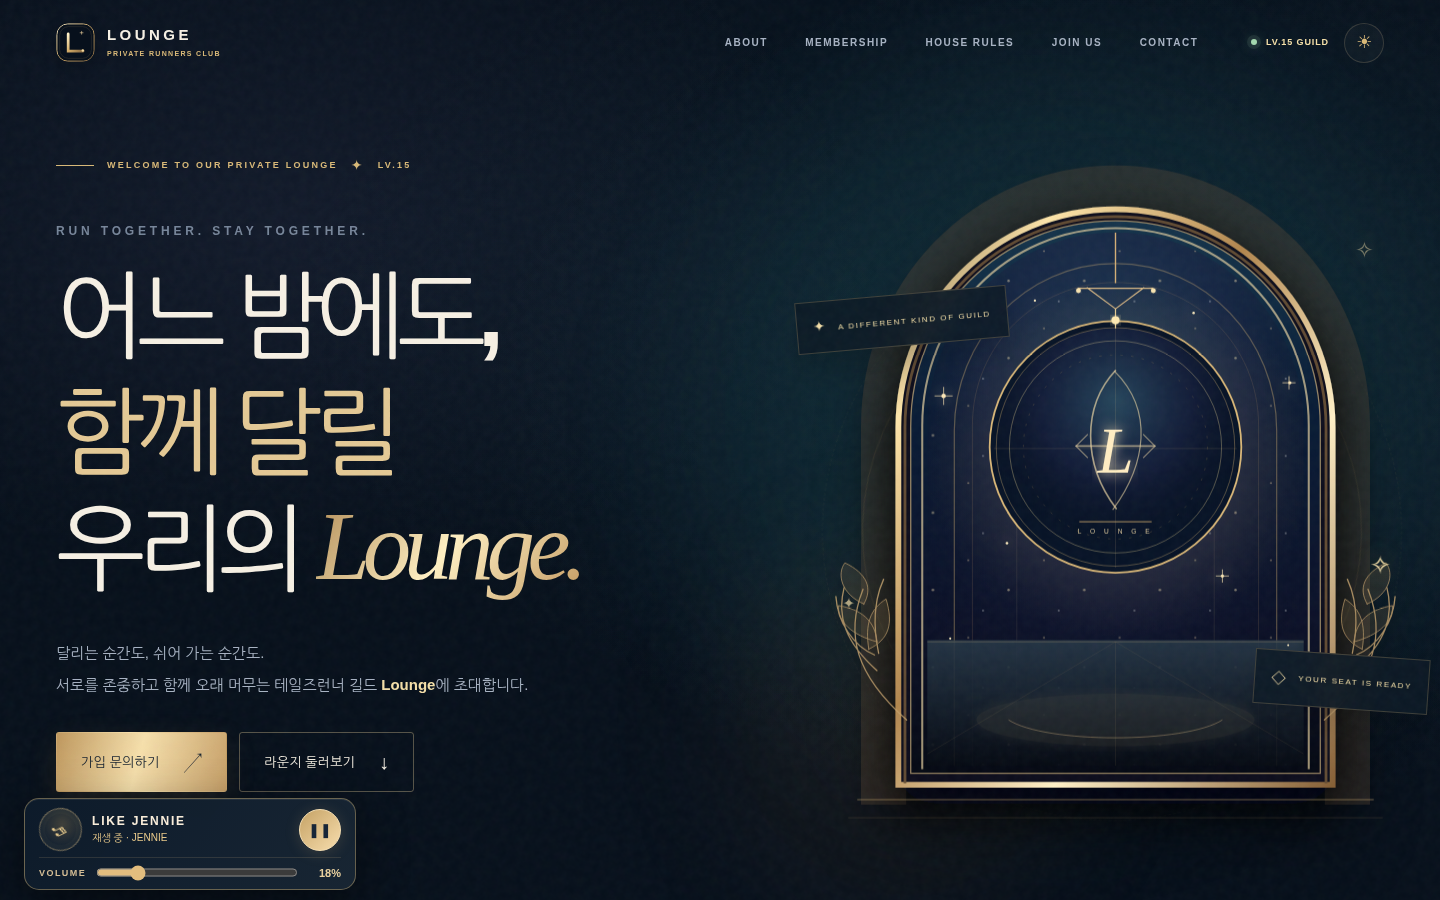 LOUNGE
PRIVATE RUNNERS CLUB
ABOUT MEMBERSHIP HOUSE RULES JOIN US CONTACT
LV.15 GUILD
WELCOME TO OUR PRIVATE LOUNGE ✦ LV.15
RUN TOGETHER. STAY TOGETHER.
어느 밤에도,
함께 달릴
우리의 Lounge.
달리는 순간도, 쉬어 가는 순간도.
서로를 존중하고 함께 오래 머무는 테일즈런너 길드 Lounge에 초대합니다.
가입 문의하기
라운지 둘러보기 ↓
A DIFFERENT KIND OF GUILD
L
LOUNGE
YOUR SEAT IS READY
LIKE JENNIE
재생 중 · JENNIE
VOLUME 18%